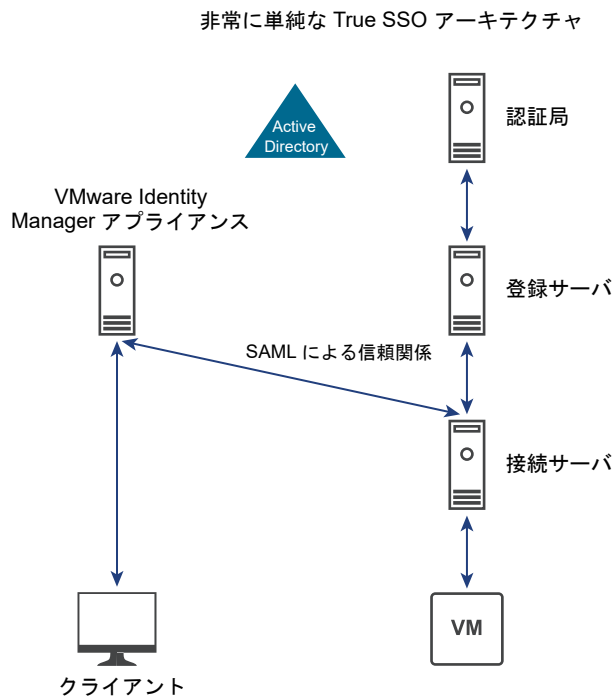 非常に単純な True SSO アーキテクチャ
Active
Directory
認証局
VMware Identity
Manager アプライアンス
登録サーバ
SAML による信頼関係
接続サーバ
VM
クライアント